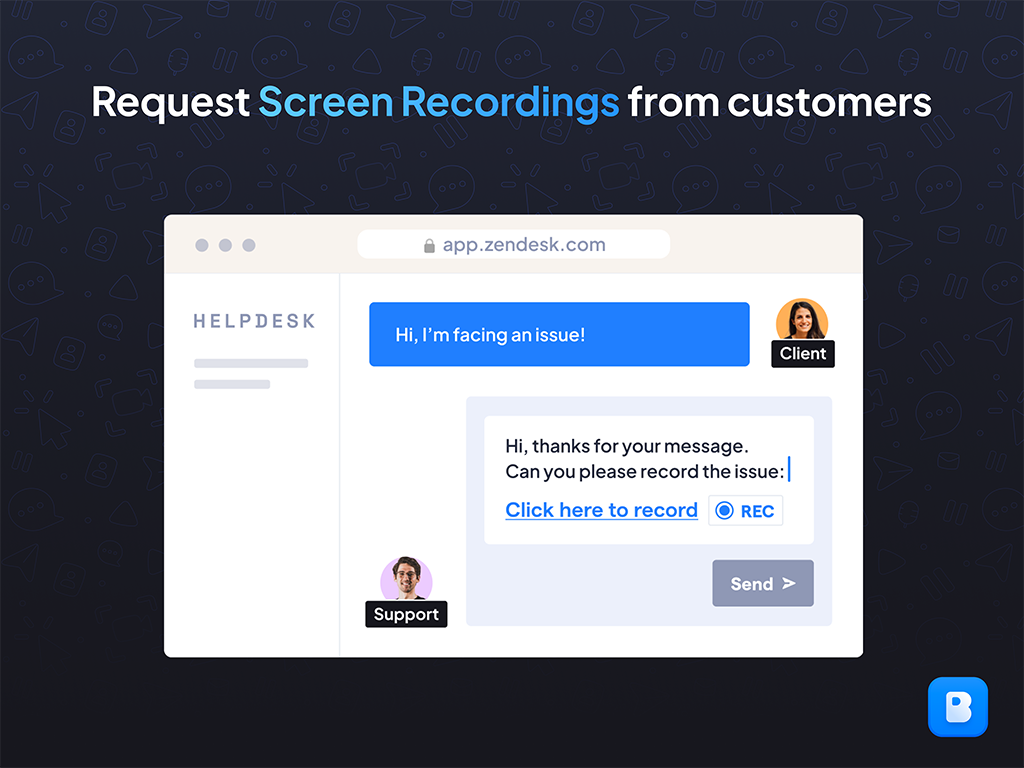 Request Screen Recordings from customers
app.zendesk.com
HELPDESK
Hi, I’m facing an issue!
Client
Hi, thanks for your message.
Can you please record the issue:
Click here to record REC
Send
Support
B